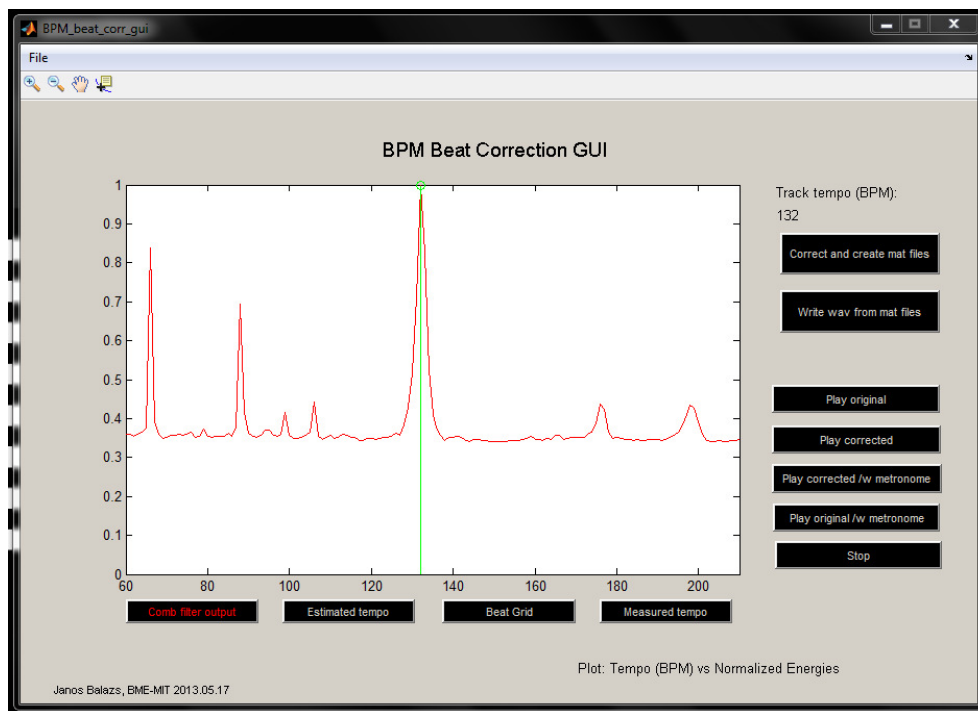 BPM_beat_corr_gui
File
BPM Beat Correction GUI
1
0.9
0.8
0.7
0.6
0.5
0.4
0.3
0.2
0.1
0
60 80 100 120 140 160 180 200
Track tempo (BPM):
132
Correct and create mat files
Write wav from mat files
Play original
Play corrected
Play corrected /w metronome
Play original /w metronome
Stop
Comb filter output Estimated tempo Beat Grid Measured tempo
Plot: Tempo (BPM) vs Normalized Energies
Janos Balazs, BME-MIT 2013.05.17